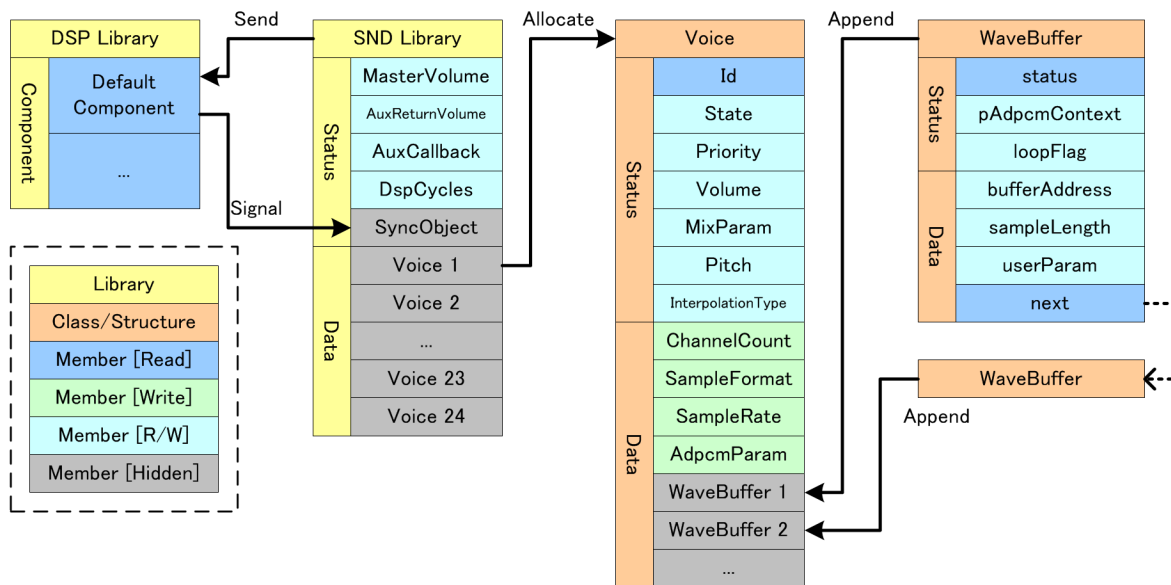 Send
Allocate
Append
DSP Library
SND Library
Voice
WaveBuffer
Component
Default
Component
...
Signal
Status
MasterVolume
AuxReturnVolume
AuxCallback
DspCycles
SyncObject
Data
Voice 1
Voice 2
...
Voice 23
Voice 24
Status
Id
State
Priority
Volume
MixParam
Pitch
InterpolationType
Data
ChannelCount
SampleFormat
SampleRate
AdpcmParam
WaveBuffer 1
WaveBuffer 2
...
Status
status
pAdpcmContext
loopFlag
Data
bufferAddress
sampleLength
userParam
next
WaveBuffer
Append
Library
Class/Structure
Member [Read]
Member [Write]
Member [R/W]
Member [Hidden]